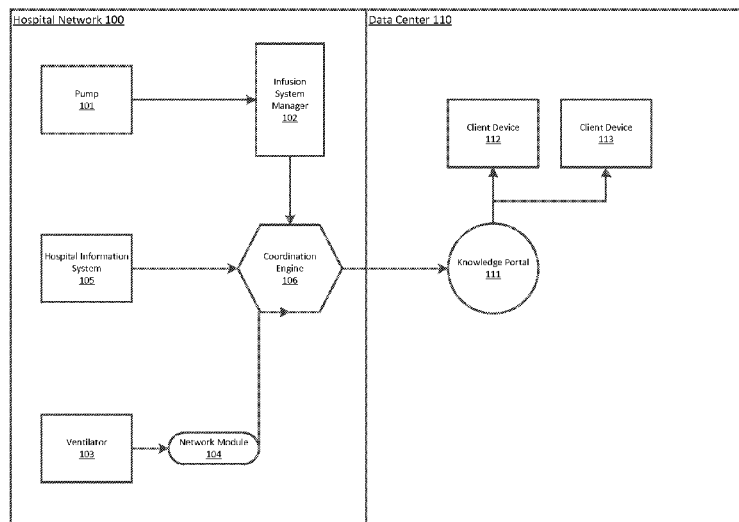 Hospital Network 100
Data Center 110
Pump
101
Infusion
System
Manager
102
Client Device
112
Client Device
113
Hospital Information
System
105
Coordination
Engine
106
Knowledge Portal
111
Ventilator
103
Network Module
104